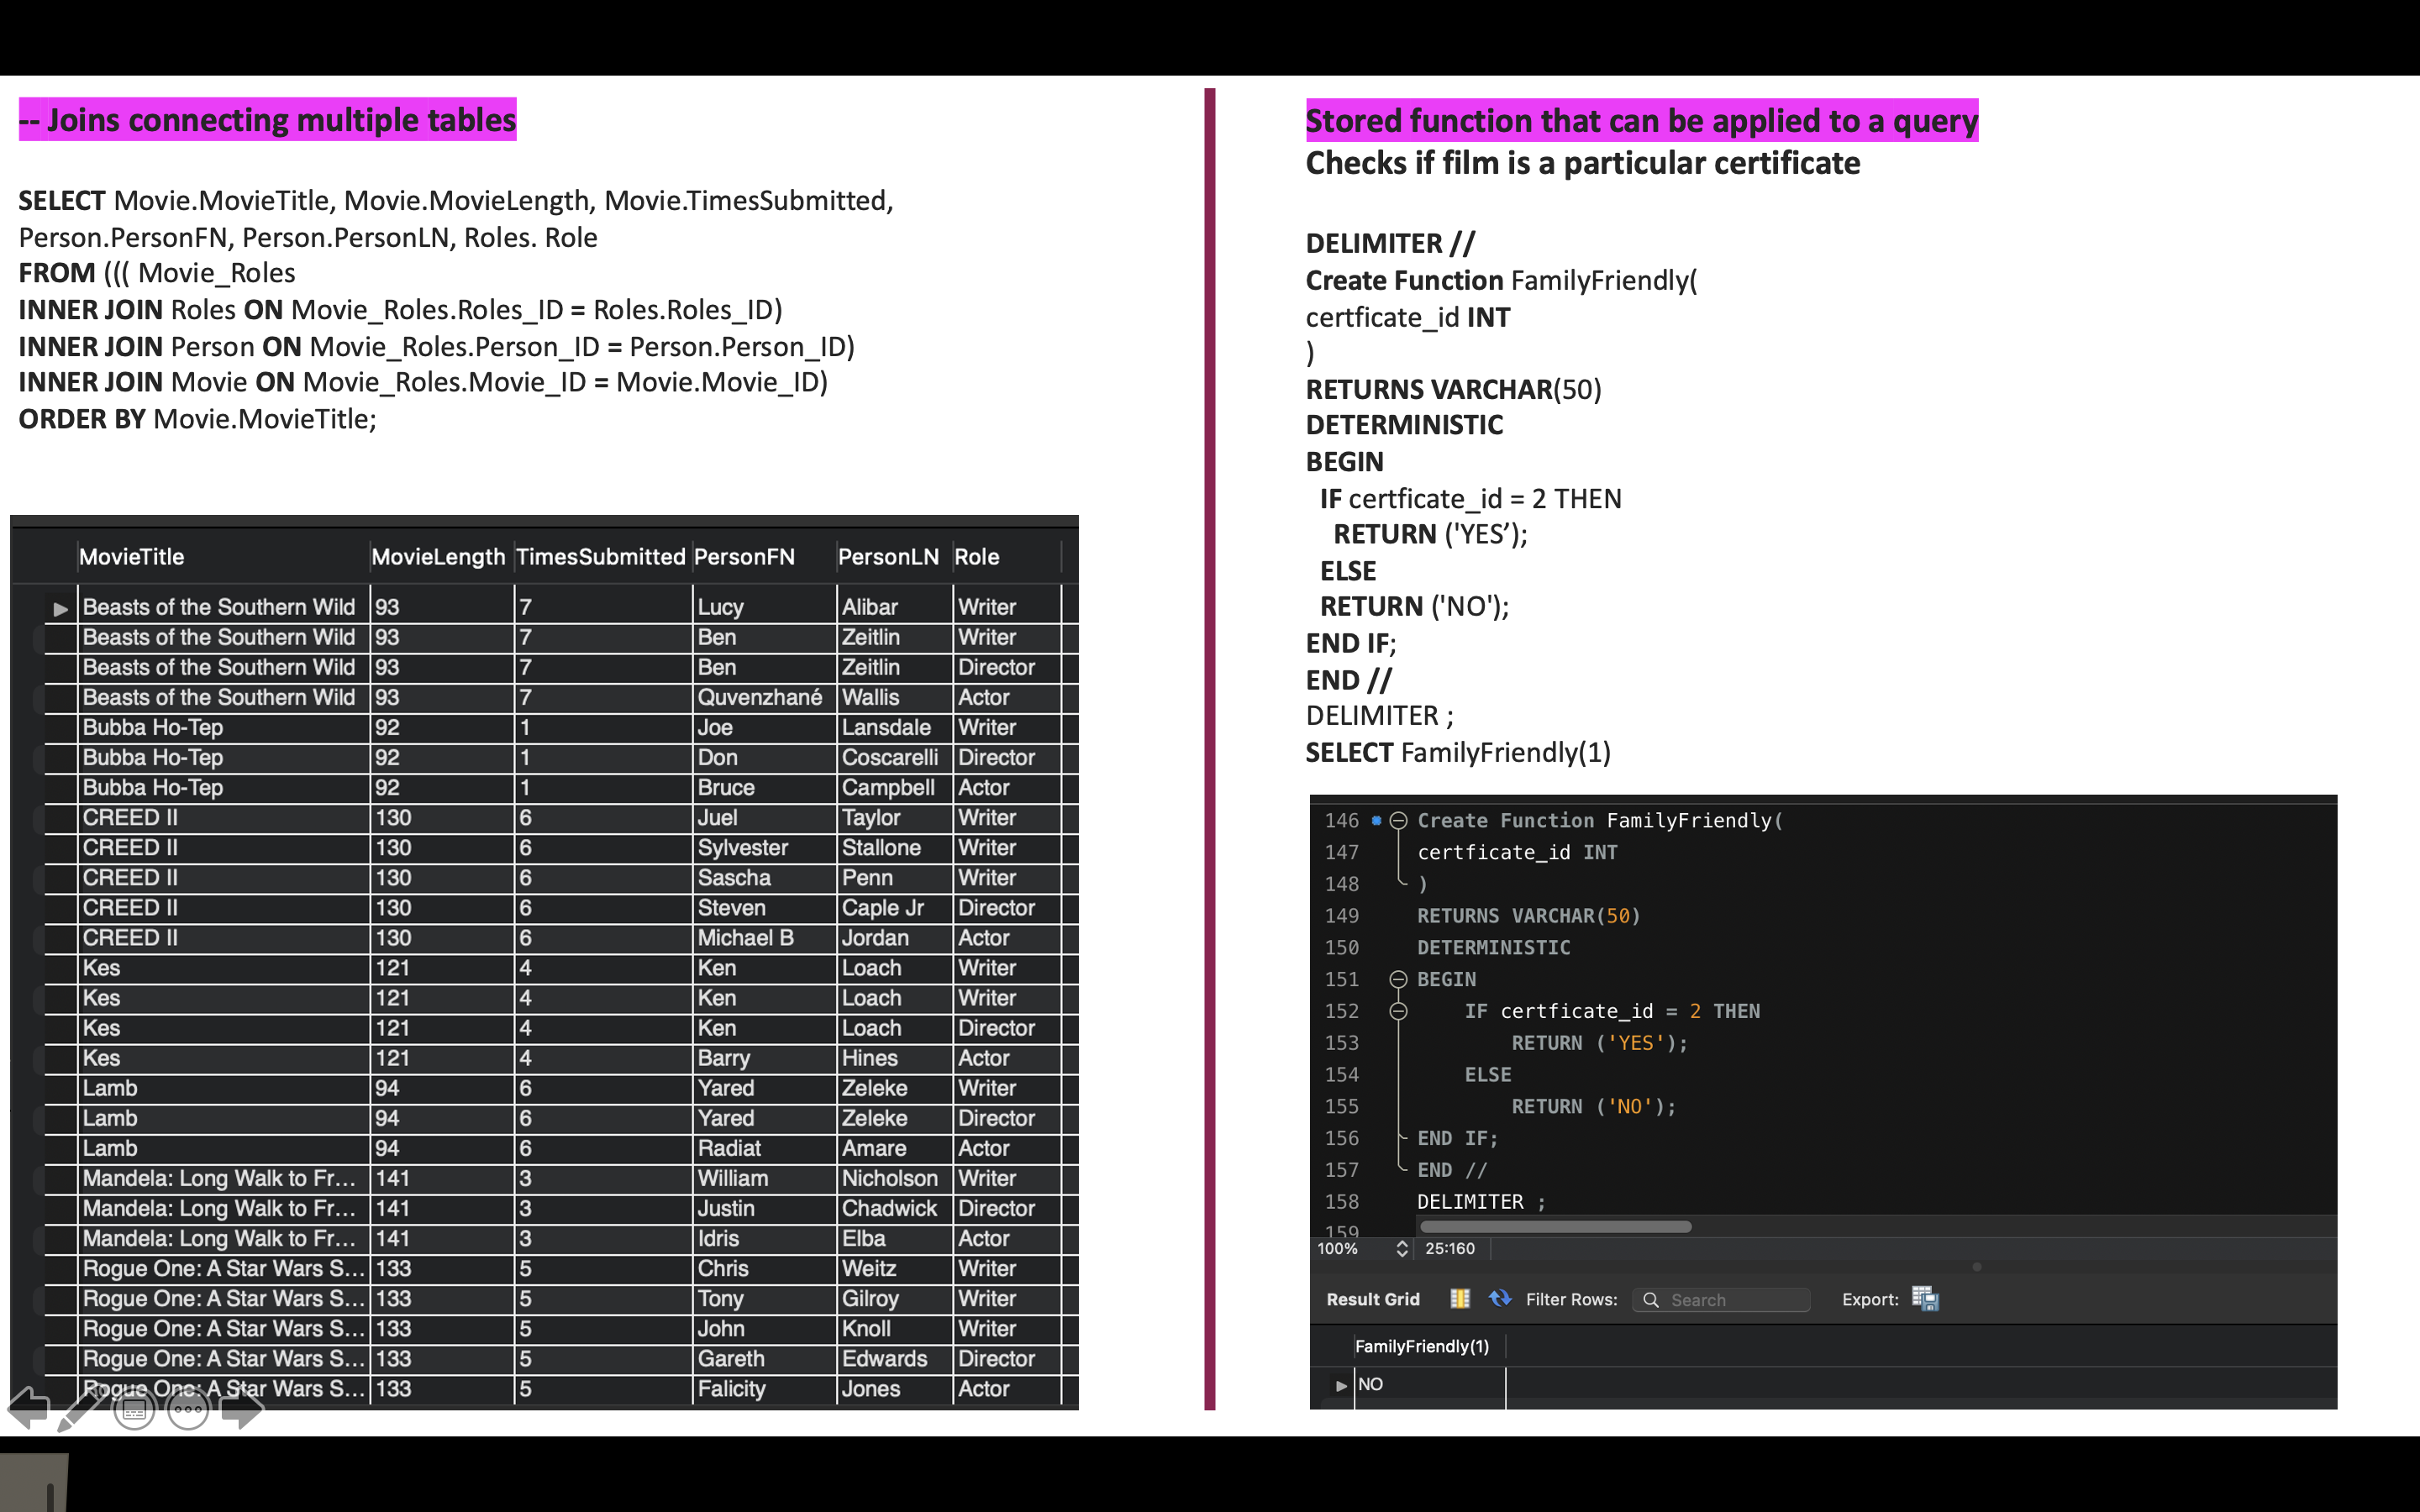 -- Joins connecting multiple tables
SELECT Movie.MovieTitle, Movie.MovieLength, Movie.TimesSubmitted,
Person.PersonFN, Person.PersonLN, Roles. Role
FROM ((( Movie_Roles
INNER JOIN Roles ON Movie_Roles.Roles_ID = Roles.Roles_ID)
INNER JOIN Person ON Movie_Roles.Person_ID = Person.Person_ID)
INNER JOIN Movie ON Movie_Roles.Movie_ID = Movie.Movie_ID)
ORDER BY Movie.MovieTitle;
MovieTitle MovieLength TimesSubmitted PersonFN PersonLN Role
Beasts of the Southern Wild 93 7 Lucy Alibar Writer
Beasts of the Southern Wild 93 7 Ben Zeitlin Writer
Beasts of the Southern Wild 93 7 Ben Zeitlin Director
Beasts of the Southern Wild 93 7 Quvenzhané Wallis Actor
Bubba Ho-Tep 92 1 Joe Lansdale Writer
Bubba Ho-Tep 92 1 Don Coscarelli Director
Bubba Ho-Tep 92 1 Bruce Campbell Actor
CREED II 130 6 Juel Taylor Writer
CREED II 130 6 Sylvester Stallone Writer
CREED II 130 6 Sascha Penn Writer
CREED II 130 6 Steven Caple Jr Director
CREED II 130 6 Michael B Jordan Actor
Kes 121 4 Ken Loach Writer
Kes 121 4 Ken Loach Writer
Kes 121 4 Ken Loach Director
Kes 121 4 Barry Hines Actor
Lamb 94 6 Yared Zeleke Writer
Lamb 94 6 Yared Zeleke Director
Lamb 94 6 Radiat Amare Actor
Mandela: Long Walk to Fr... 141 3 William Nicholson Writer
Mandela: Long Walk to Fr... 141 3 Justin Chadwick Director
Mandela: Long Walk to Fr... 141 3 Idris Elba Actor
Rogue One: A Star Wars S... 133 5 Chris Weitz Writer
Rogue One: A Star Wars S... 133 5 Tony Gilroy Writer
Rogue One: A Star Wars S... 133 5 John Knoll Writer
Rogue One: A Star Wars S... 133 5 Gareth Edwards Director
Rogue One: A Star Wars S... 133 5 Falicity Jones Actor
Stored function that can be applied to a query
Checks if film is a particular certificate
DELIMITER //
Create Function FamilyFriendly(
certficate_id INT
)
RETURNS VARCHAR(50)
DETERMINISTIC
BEGIN
IF certficate_id = 2 THEN
RETURN ('YES’);
ELSE
RETURN ('NO');
END IF;
END //
DELIMITER ;
SELECT FamilyFriendly(1)
146 Create Function FamilyFriendly(
147 certficate_id INT
148 )
149 RETURNS VARCHAR(50)
150 DETERMINISTIC
151 BEGIN
152 IF certficate_id = 2 THEN
153 RETURN ('YES');
154 ELSE
155 RETURN ('NO');
156 END IF;
157 END //
158 DELIMITER ;
159
100% 25:160
Result Grid Filter Rows: Search Export:
FamilyFriendly(1)
NO